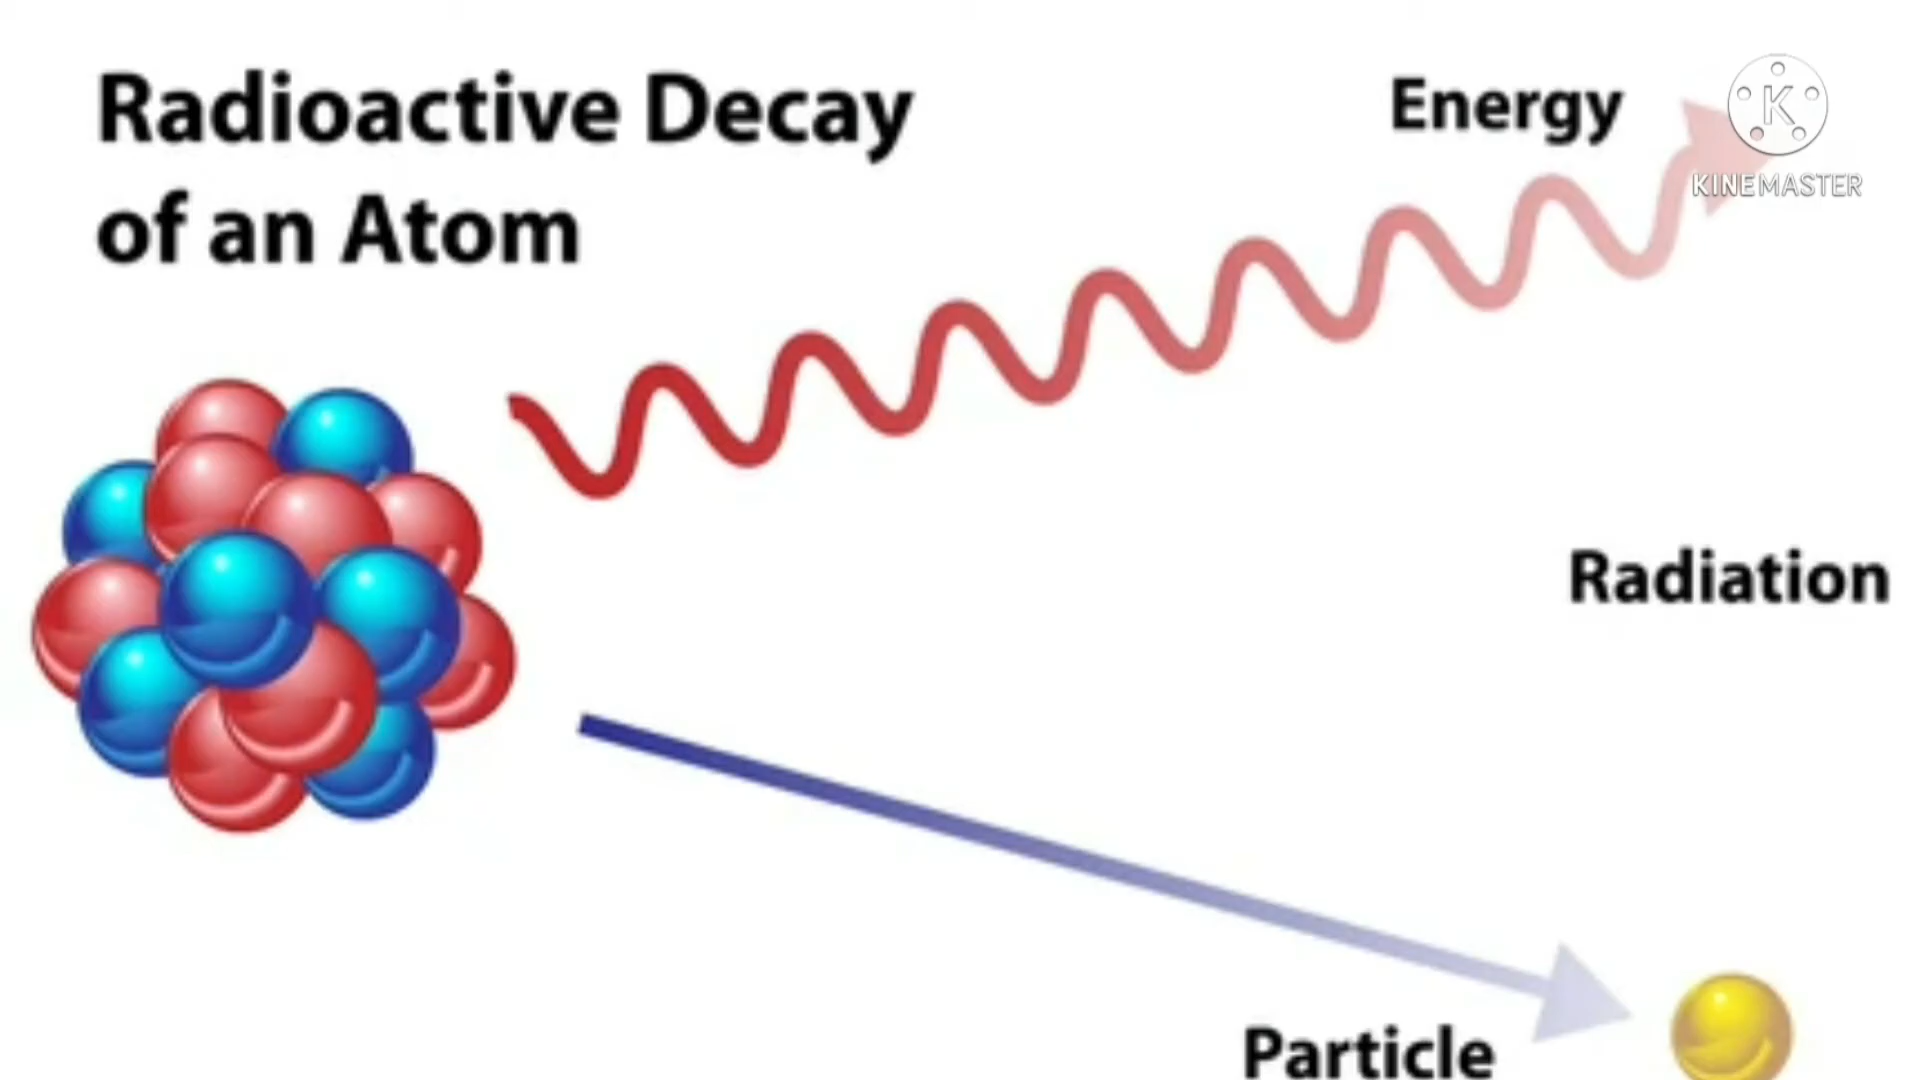 Radioactive Decay
of an Atom
Energy
K
KINEMASTER
Radiation
Particle